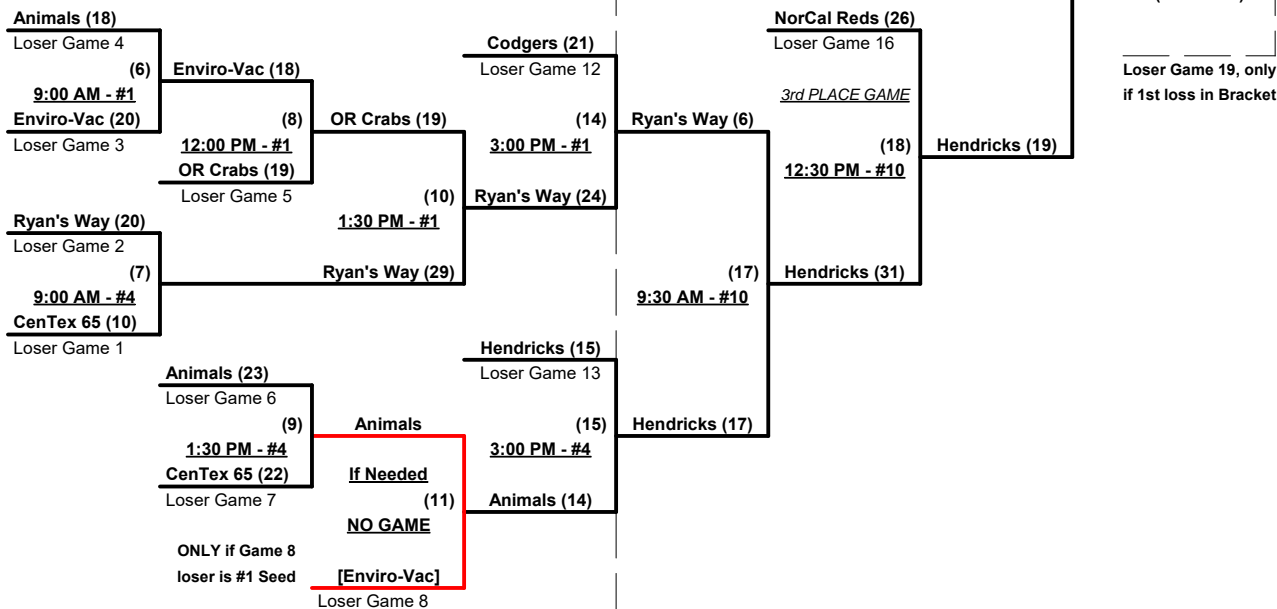 Animals (18)
Loser Game 4
(6)
9:00 AM - #1
Enviro-Vac (20)
Loser Game 3
Enviro-Vac (18)
(8)
12:00 PM - #1
OR Crabs (19)
Loser Game 5
Ryan's Way (20)
Loser Game 2
(7)
9:00 AM - #4
CenTex 65 (10)
Loser Game 1
OR Crabs (19)
(10)
1:30 PM - #1
Ryan's Way (29)
Codgers (21)
Loser Game 12
(14)
3:00 PM - #1
Ryan's Way (24)
Animals (23)
Loser Game 6
(9)
1:30 PM - #4
CenTex 65 (22)
Loser Game 7
Animals
If Needed
(11)
NO GAME
ONLY if Game 8
loser is #1 Seed
[Enviro-Vac]
Loser Game 8
Hendricks (15)
Loser Game 13
(15)
3:00 PM - #4
Animals (14)
Ryan's Way (6)
(17)
9:30 AM - #10
Hendricks (17)
NorCal Reds (26)
Loser Game 16
3rd PLACE GAME
(18)
12:30 PM - #10
Hendricks (31)
Hendricks (19)
Loser Game 19, only
if 1st loss in Bracket